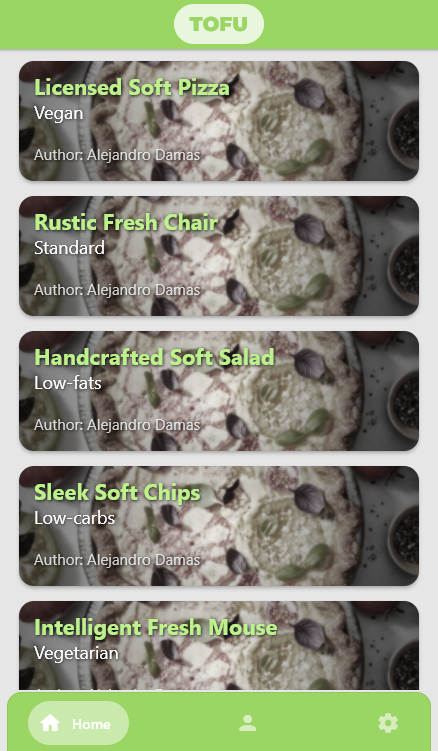 TOFU
Licensed Soft Pizza
Vegan
Author: Alejandro Damas
Rustic Fresh Chair
Standard
Author: Alejandro Damas
Handcrafted Soft Salad
Low-fats
Author: Alejandro Damas
Sleek Soft Chips
Low-carbs
Author: Alejandro Damas
Intelligent Fresh Mouse
Vegetarian
Home